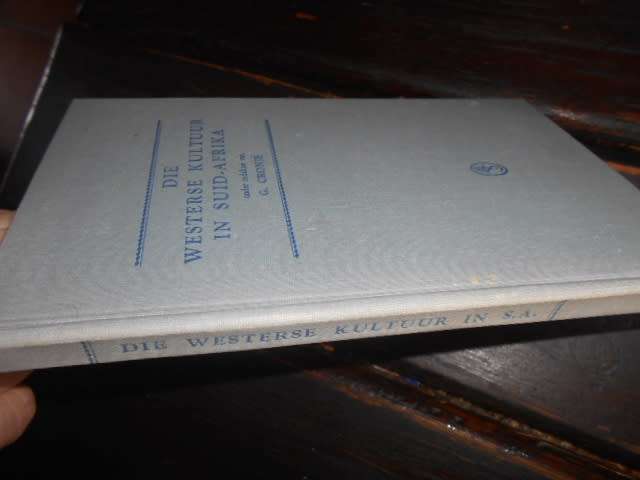 DIE
WESTERSE KULTUUR
IN SUID-AFRIKA
onder redaksie van
G. CRONJÉ
DIE WESTERSE KULTUUR IN S.A.